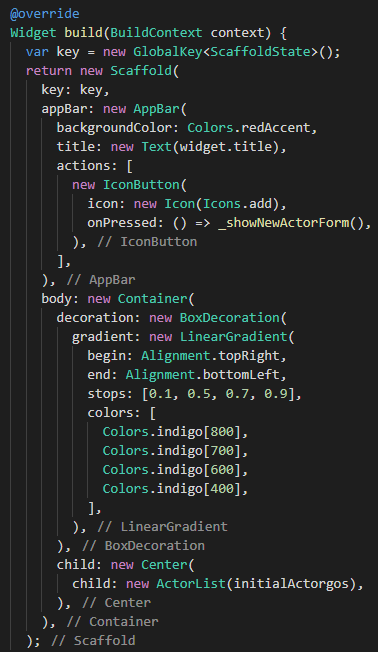 @override
Widget build(BuildContext context) {
  var key = new GlobalKey<ScaffoldState>();
  return new Scaffold(
    key: key,
    appBar: new AppBar(
      backgroundColor: Colors.redAccent,
      title: new Text(widget.title),
      actions: [
        new IconButton(
          icon: new Icon(Icons.add),
          onPressed: () => _showNewActorForm(),
        ), // IconButton
      ],
    ), // AppBar
    body: new Container(
      decoration: new BoxDecoration(
        gradient: new LinearGradient(
          begin: Alignment.topRight,
          end: Alignment.bottomLeft,
          stops: [0.1, 0.5, 0.7, 0.9],
          colors: [
            Colors.indigo[800],
            Colors.indigo[700],
            Colors.indigo[600],
            Colors.indigo[400],
          ],
        ), // LinearGradient
      ), // BoxDecoration
      child: new Center(
        child: new ActorList(initialActorgos),
      ), // Center
    ), // Container
  ); // Scaffold